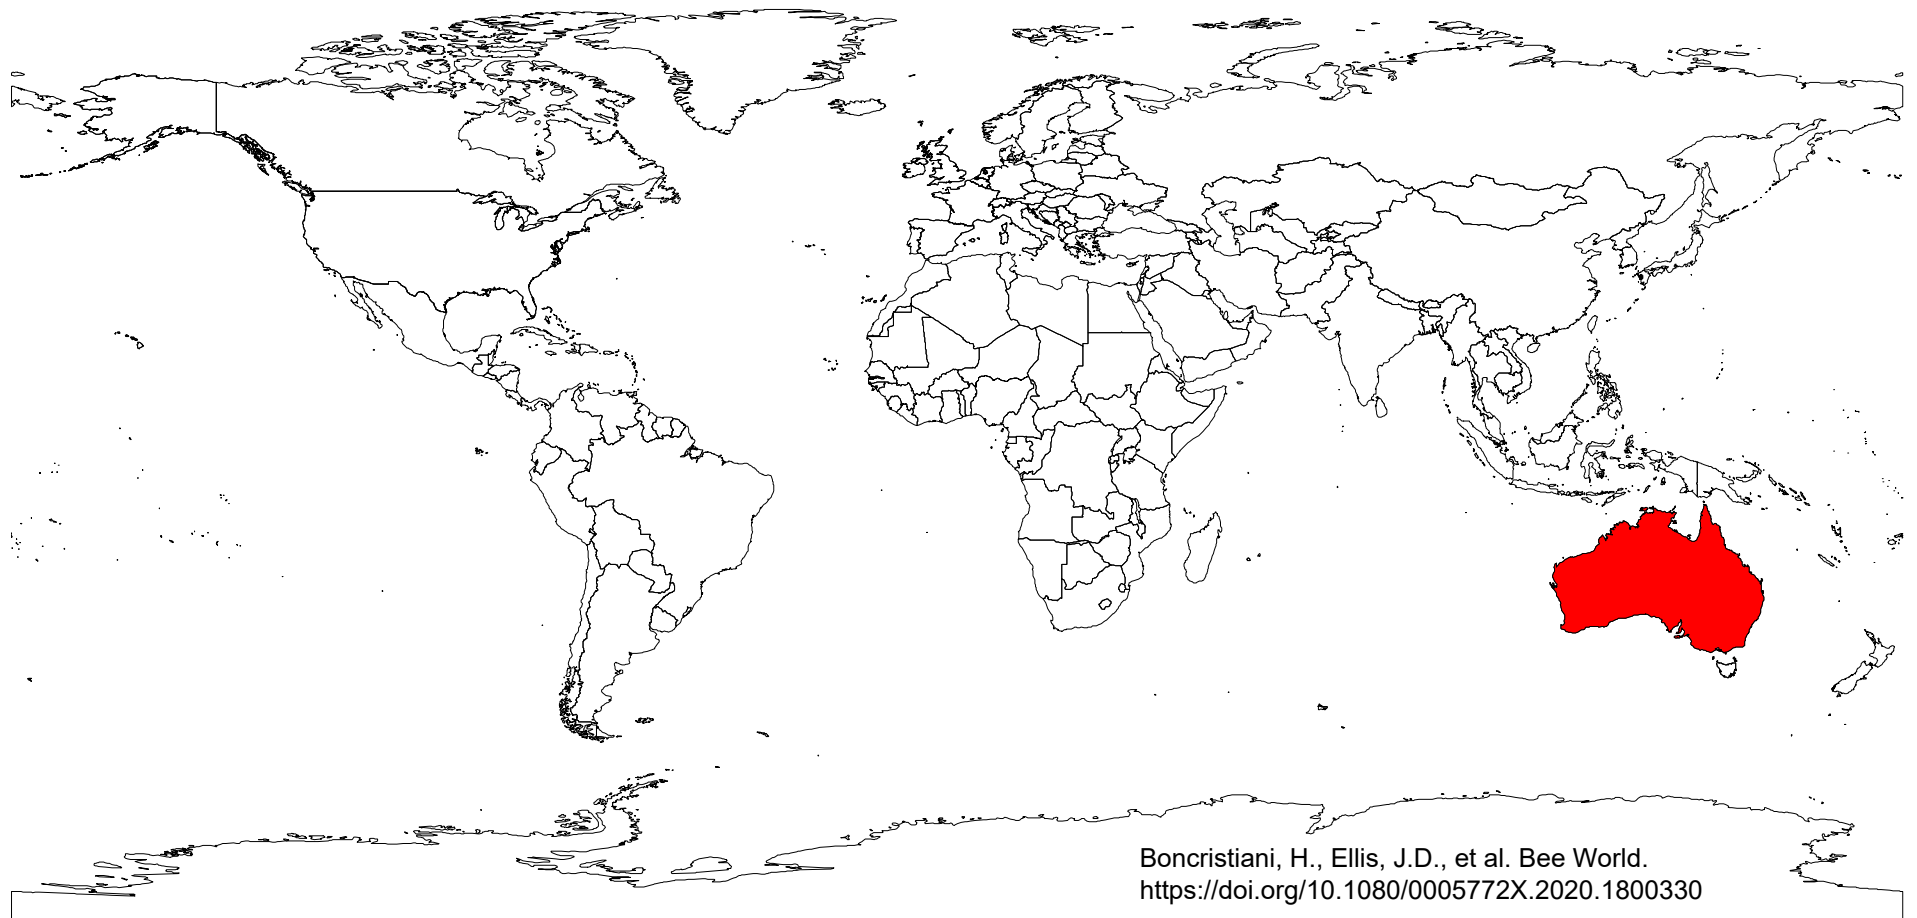 Boncristiani, H., Ellis, J.D., et al. Bee World.
https://doi.org/10.1080/0005772X.2020.1800330